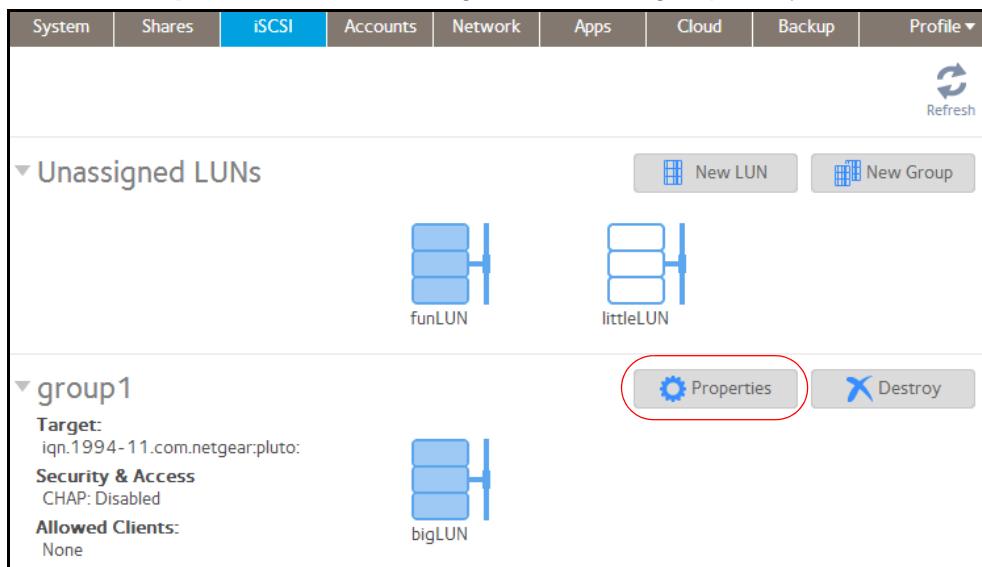 System Shares iSCSI Accounts Network Apps Cloud Backup Profile ▾
Refresh
Unassigned LUNs
New LUN
New Group
funLUN
littleLUN
group1
Properties
Destroy
Target:
iqn.1994-11.com.netgear:pluto:
Security & Access
CHAP: Disabled
Allowed Clients:
None
bigLUN